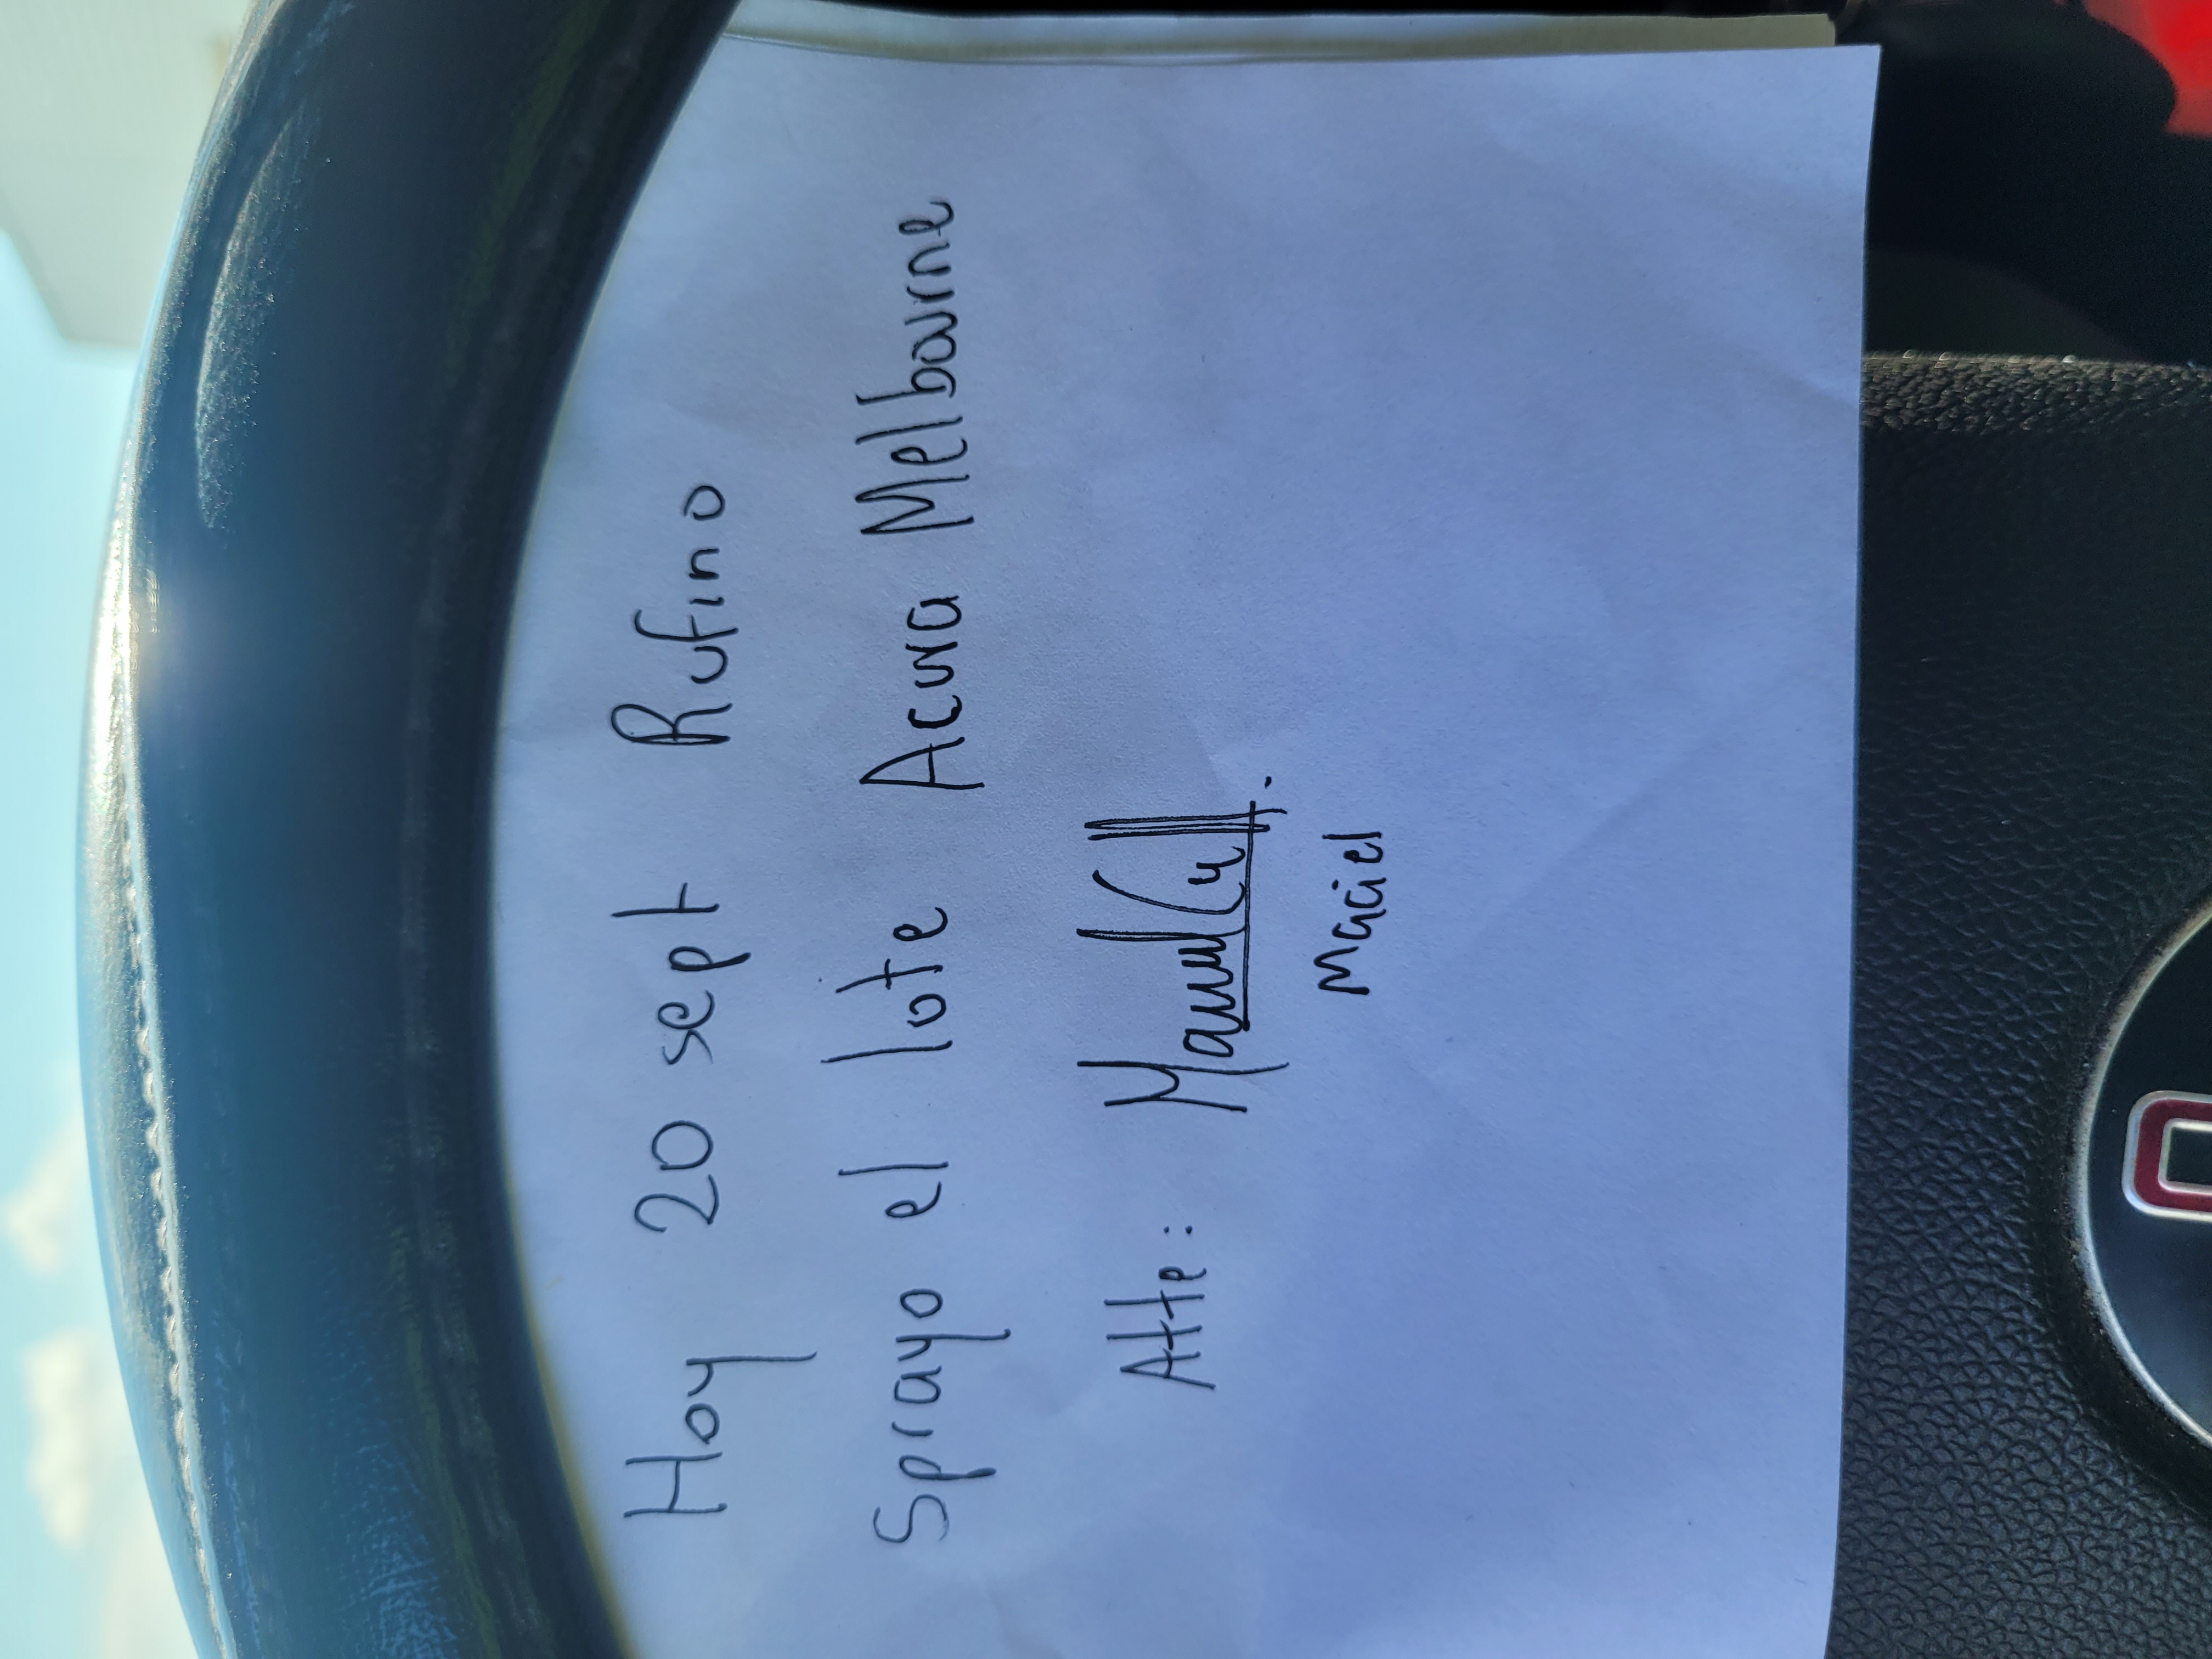 Hoy 20 sept Rufino
Sprayo el lote Acura Melbourne
Atte:
Maciel